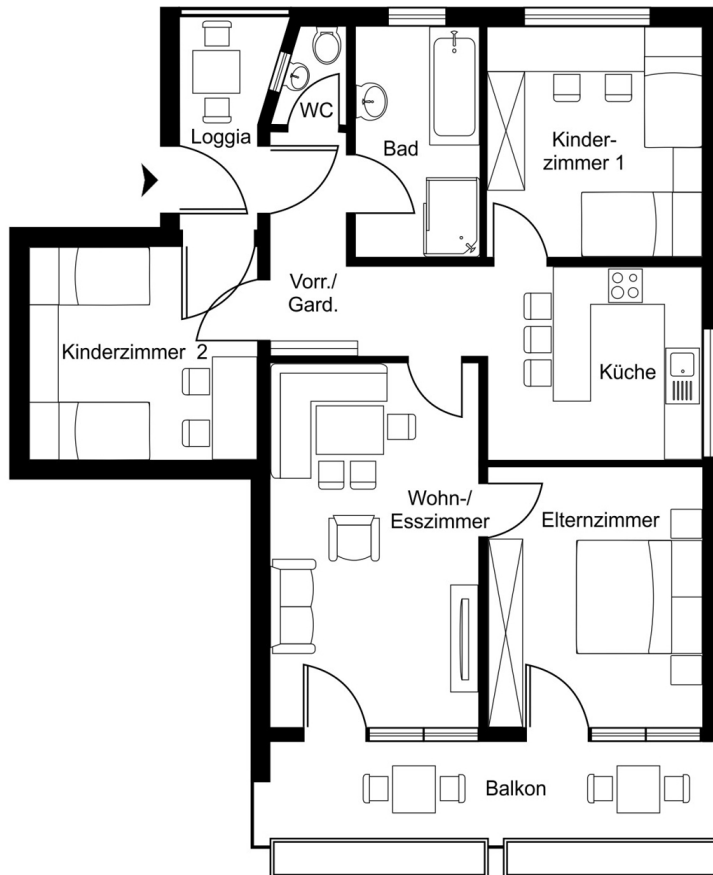 WC
Loggia
Bad
Kinder-
zimmer 1
Vorr./
Gard.
Kinderzimmer 2
Küche
Wohn-/
Esszimmer
Elternzimmer
Balkon